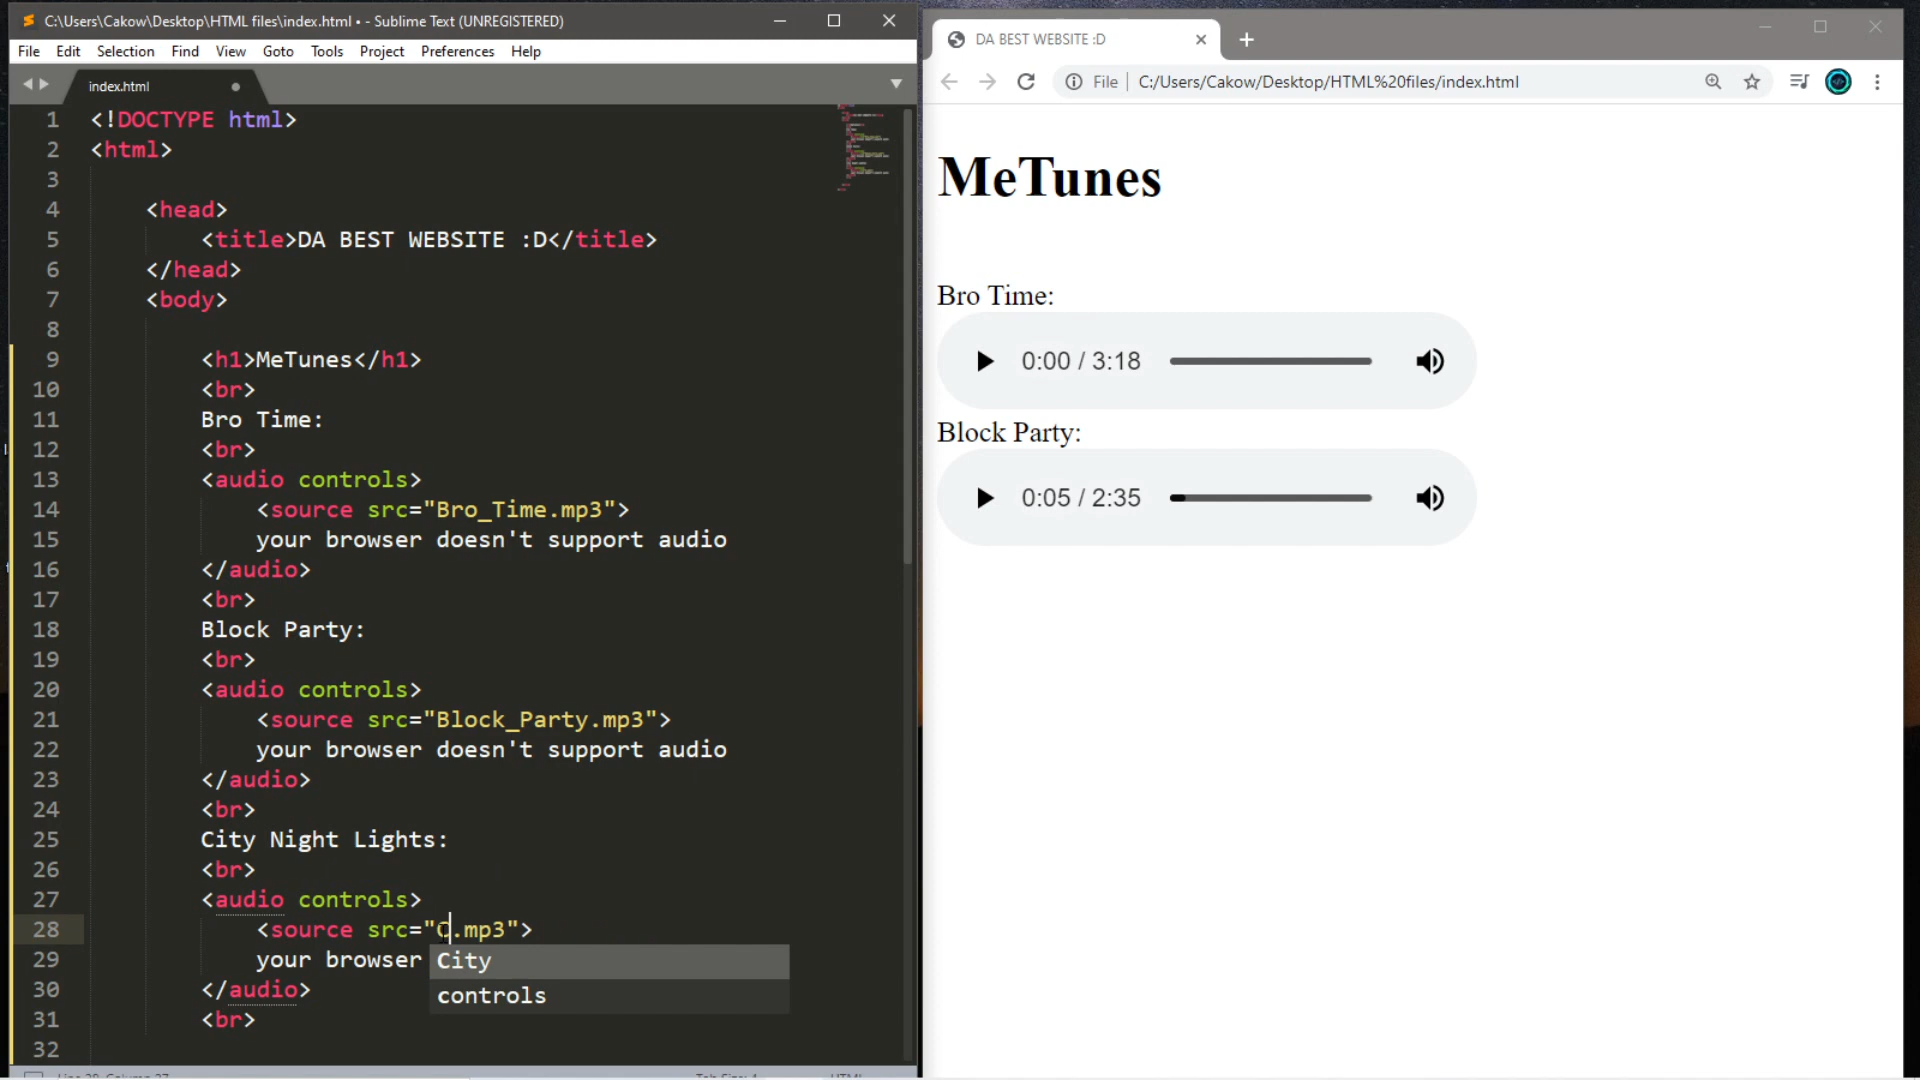 C:\Users\Cakow\Desktop\HTML files\index.html • - Sublime Text (UNREGISTERED)
File Edit Selection Find View Goto Tools Project Preferences Help
index.html
1 <!DOCTYPE html>
2 <html>
3
4 <head>
5 <title>DA BEST WEBSITE :D</title>
6 </head>
7 <body>
8
9 <h1>MeTunes</h1>
10 <br>
11 Bro Time:
12 <br>
13 <audio controls>
14 <source src="Bro_Time.mp3">
15 your browser doesn't support audio
16 </audio>
17 <br>
18 Block Party:
19 <br>
20 <audio controls>
21 <source src="Block_Party.mp3">
22 your browser doesn't support audio
23 </audio>
24 <br>
25 City Night Lights:
26 <br>
27 <audio controls>
28 <source src="C.mp3">
29 your browser
City
controls
30 </audio>
31 <br>
32
DA BEST WEBSITE :D
File C:/Users/Cakow/Desktop/HTML%20files/index.html
MeTunes
Bro Time:
0:00 / 3:18
Block Party:
0:05 / 2:35